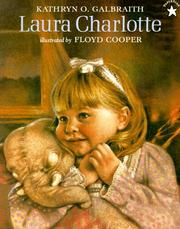 KATHRYN O. GALBRAITH
Laura Charlotte
illustrated by FLOYD COOPER